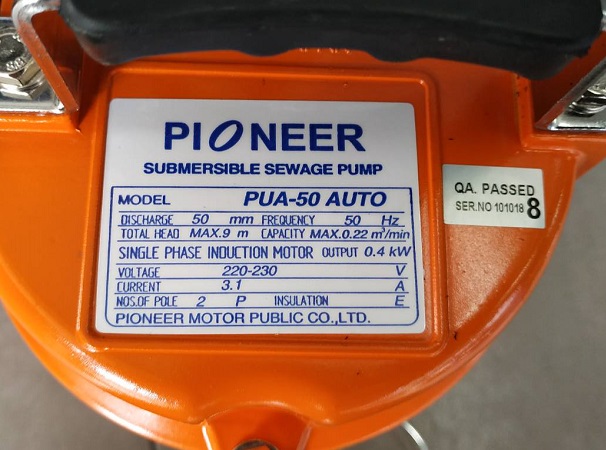 PIONEER
SUBMERSIBLE SEWAGE PUMP
MODEL PUA-50 AUTO
DISCHARGE 50 mm FREQUENCY 50 Hz
TOTAL HEAD MAX.9 m CAPACITY MAX.0.22 m³/min
SINGLE PHASE INDUCTION MOTOR OUTPUT 0.4 kW
VOLTAGE 220-230 V
CURRENT 3.1 A
NOS.OF POLE 2 P INSULATION E
PIONEER MOTOR PUBLIC CO.,LTD.
QA. PASSED
SER.NO 101018 8